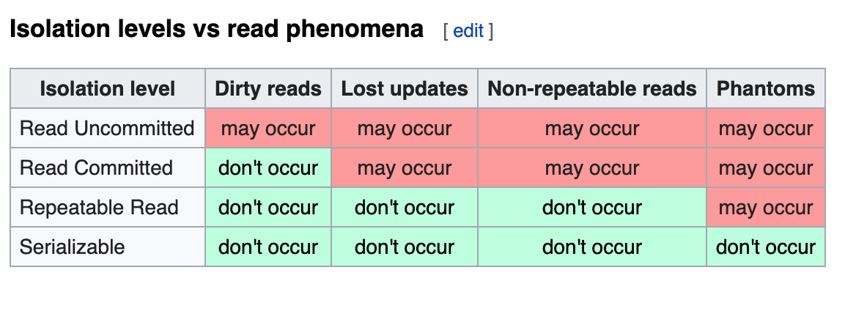 Isolation levels vs read phenomena [ edit ]
Isolation level Dirty reads Lost updates Non-repeatable reads Phantoms
Read Uncommitted may occur may occur may occur may occur
Read Committed don't occur may occur may occur may occur
Repeatable Read don't occur don't occur don't occur may occur
Serializable don't occur don't occur don't occur don't occur